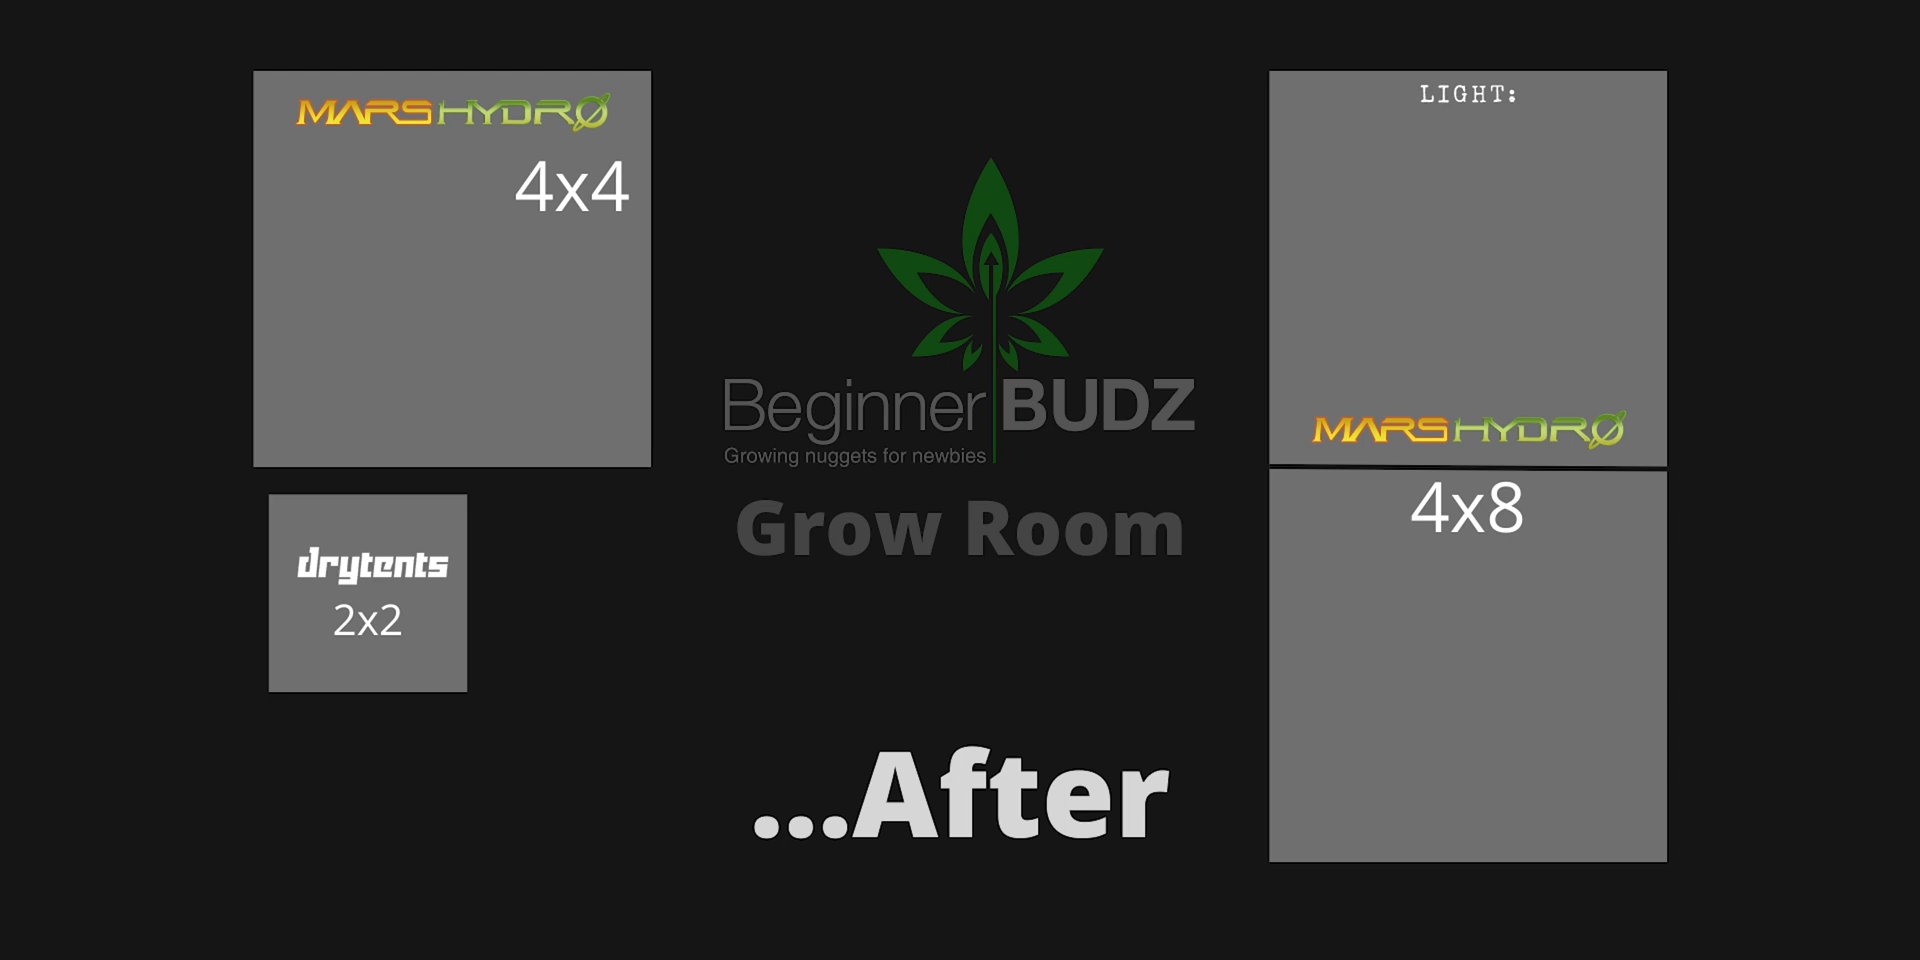 MARS HYDRO
4x4
drytents
2x2
Beginner BUDZ
Growing nuggets for newbies
Grow Room
...After
LIGHT:
MARS HYDRO
4x8